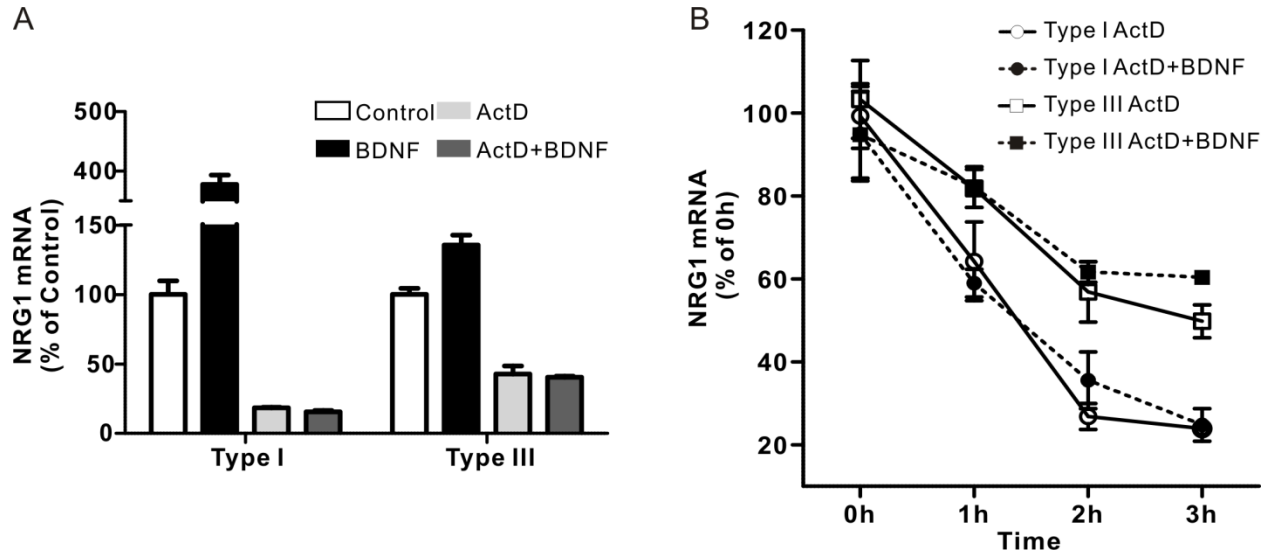 A
NRG1 mRNA
(% of Control)
500
400
150
100
50
0
Control
ActD
BDNF
ActD+BDNF
Type I
Type III
B
NRG1 mRNA
(% of 0h)
120
100
80
60
40
20
Type I ActD
Type I ActD+BDNF
Type III ActD
Type III ActD+BDNF
0h 1h 2h 3h
Time